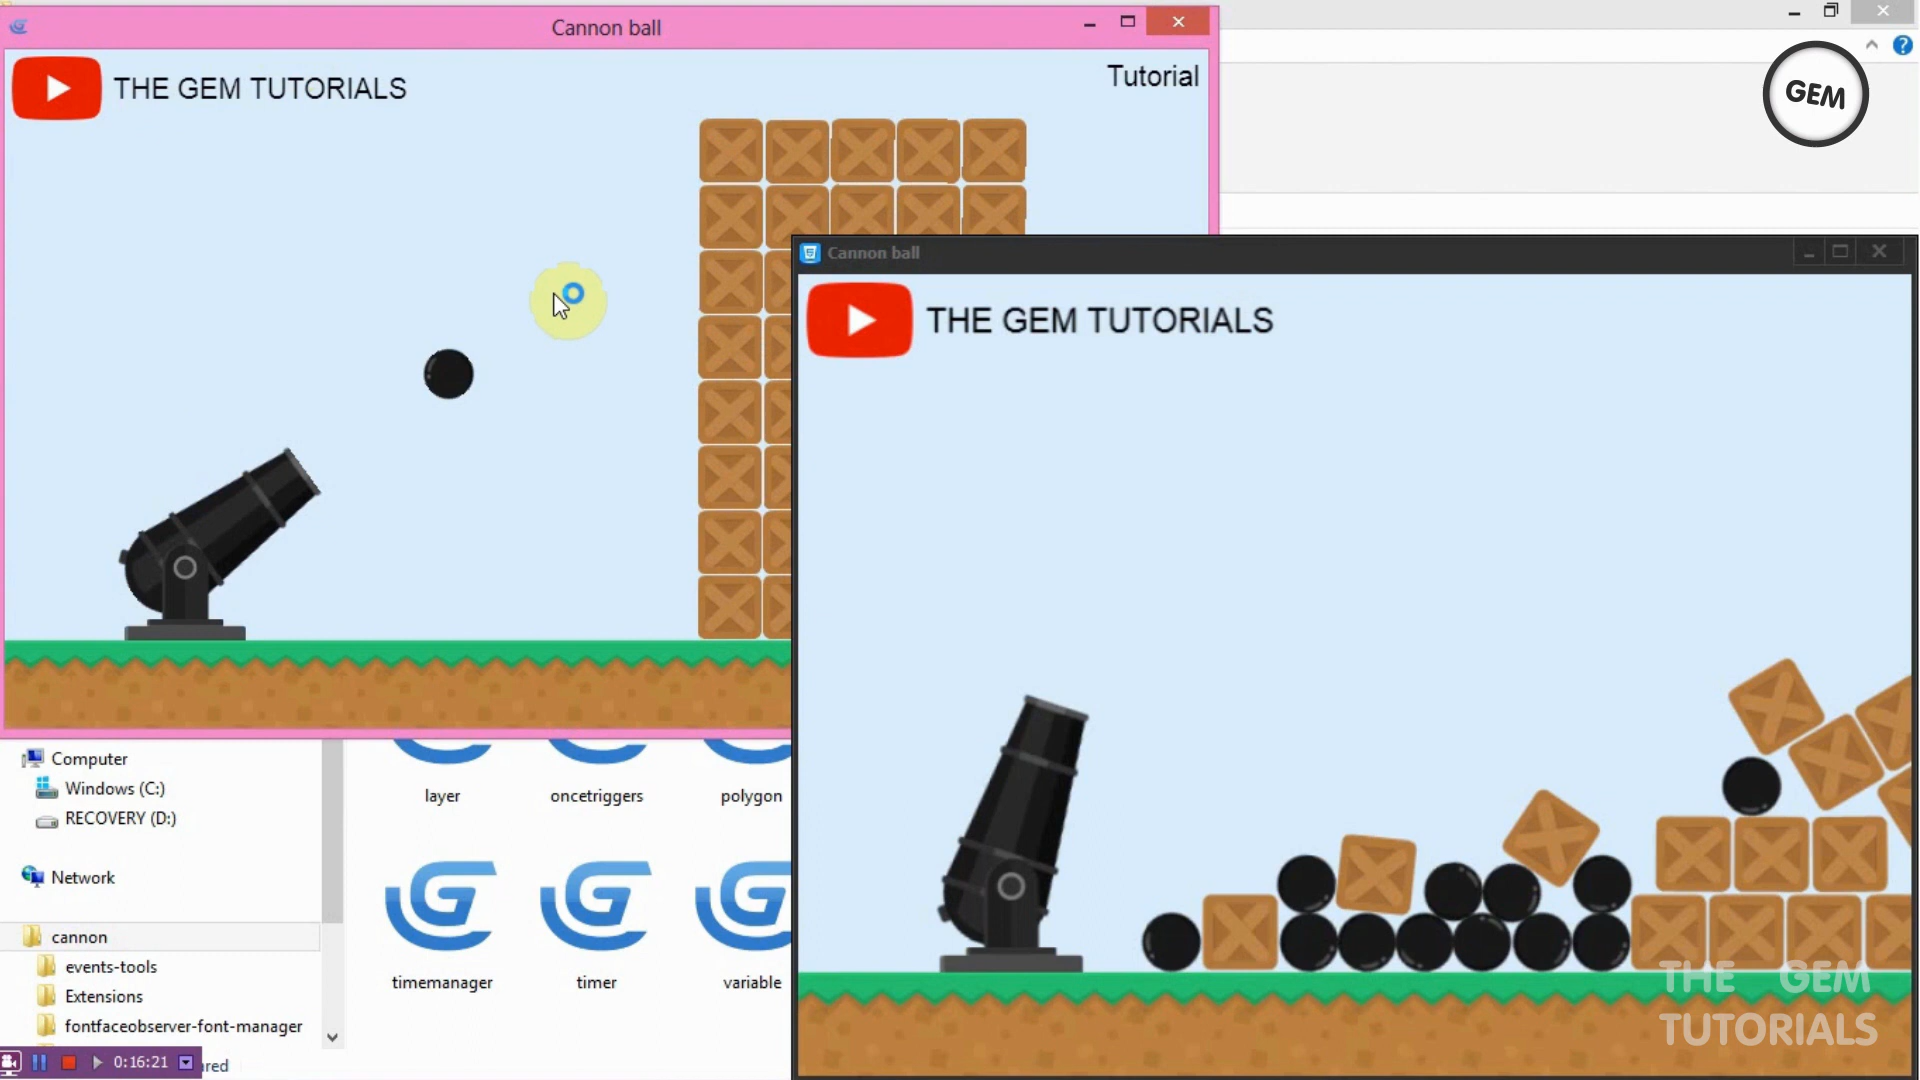 Cannon ball
THE GEM TUTORIALS
Tutorial
GEM
Cannon ball
THE GEM TUTORIALS
Computer
Windows (C:)
RECOVERY (D:)
Network
cannon
events-tools
Extensions
fontfaceobserver-font-manager
layer
oncetriggers
polygon
timemanager
timer
variable
0:16:21
ared
THE GEM
TUTORIALS